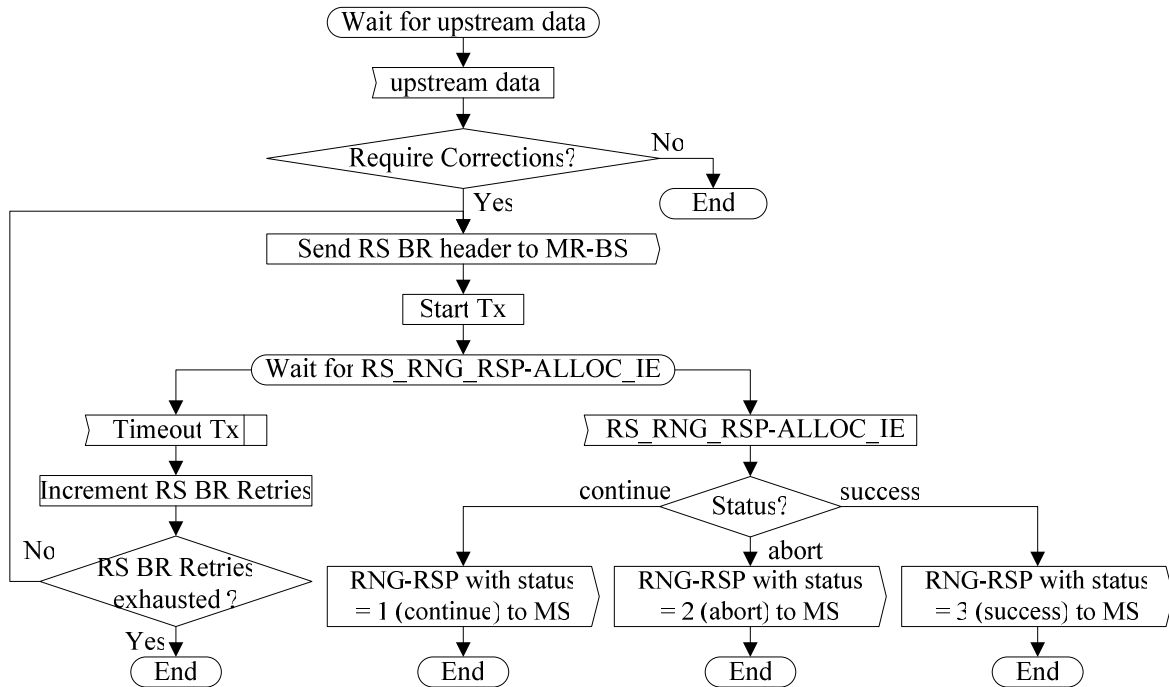 Wait for upstream data
upstream data
Require Corrections?
No
End
Yes
Send RS BR header to MR-BS
Start Tx
Wait for RS_RNG_RSP-ALLOC_IE
Timeout Tx
RS_RNG_RSP-ALLOC_IE
Increment RS BR Retries
continue
Status?
success
abort
No
RS BR Retries
exhausted ?
Yes
End
RNG-RSP with status
= 1 (continue) to MS
End
RNG-RSP with status
= 2 (abort) to MS
End
RNG-RSP with status
= 3 (success) to MS
End